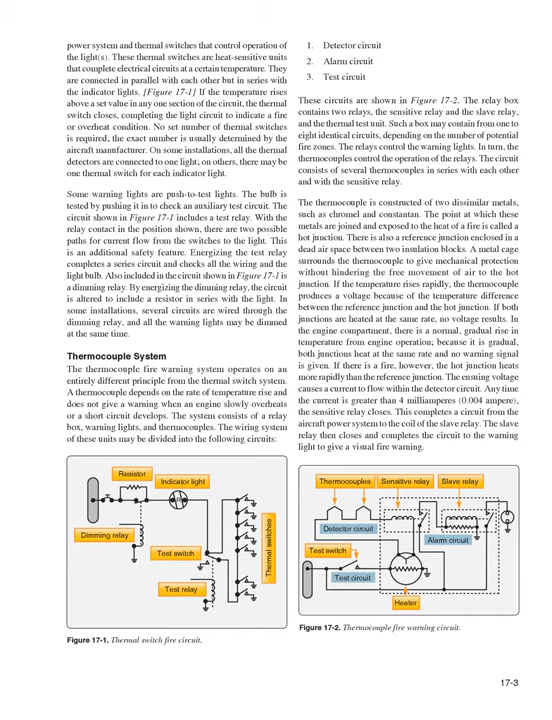 power system and thermal switches that control operation of
the light(s). These thermal switches are heat-sensitive units
that complete electrical circuits at a certain temperature. They
are connected in parallel with each other but in series with
the indicator lights. [Figure 17-1] If the temperature rises
above a set value in any one section of the circuit, the thermal
switch closes, completing the light circuit to indicate a fire
or overheat condition. No set number of thermal switches
is required; the exact number is usually determined by the
aircraft manufacturer. On some installations, all the thermal
detectors are connected to one light; on others, there may be
one thermal switch for each indicator light.
Some warning lights are push-to-test lights. The bulb is
tested by pushing it in to check an auxiliary test circuit. The
circuit shown in Figure 17-1 includes a test relay. With the
relay contact in the position shown, there are two possible
paths for current flow from the switches to the light. This
is an additional safety feature. Energizing the test relay
completes a series circuit and checks all the wiring and the
light bulb. Also included in the circuit shown in Figure 17-1 is
a dimming relay. By energizing the dimming relay, the circuit
is altered to include a resistor in series with the light. In
some installations, several circuits are wired through the
dimming relay, and all the warning lights may be dimmed
at the same time.
Thermocouple System
The thermocouple fire warning system operates on an
entirely different principle from the thermal switch system.
A thermocouple depends on the rate of temperature rise and
does not give a warning when an engine slowly overheats
or a short circuit develops. The system consists of a relay
box, warning lights, and thermocouples. The wiring system
of these units may be divided into the following circuits:
Resistor
Indicator light
Dimming relay
Test switch
Test relay
Thermal switches
Figure 17-1. Thermal switch fire circuit.
1. Detector circuit
2. Alarm circuit
3. Test circuit
These circuits are shown in Figure 17-2. The relay box
contains two relays, the sensitive relay and the slave relay,
and the thermal test unit. Such a box may contain from one to
eight identical circuits, depending on the number of potential
fire zones. The relays control the warning lights. In turn, the
thermocouples control the operation of the relays. The circuit
consists of several thermocouples in series with each other
and with the sensitive relay.
The thermocouple is constructed of two dissimilar metals,
such as chromel and constantan. The point at which these
metals are joined and exposed to the heat of a fire is called a
hot junction. There is also a reference junction enclosed in a
dead air space between two insulation blocks. A metal cage
surrounds the thermocouple to give mechanical protection
without hindering the free movement of air to the hot
junction. If the temperature rises rapidly, the thermocouple
produces a voltage because of the temperature difference
between the reference junction and the hot junction. If both
junctions are heated at the same rate, no voltage results. In
the engine compartment, there is a normal, gradual rise in
temperature from engine operation; because it is gradual,
both junctions heat at the same rate and no warning signal
is given. If there is a fire, however, the hot junction heats
more rapidly than the reference junction. The ensuing voltage
causes a current to flow within the detector circuit. Any time
the current is greater than 4 milliamperes (0.004 ampere),
the sensitive relay closes. This completes a circuit from the
aircraft power system to the coil of the slave relay. The slave
relay then closes and completes the circuit to the warning
light to give a visual fire warning.
Thermocouples
Sensitive relay
Slave relay
Detector circuit
Alarm circuit
Test switch
Test circuit
Heater
Figure 17-2. Thermocouple fire warning circuit.
17-3